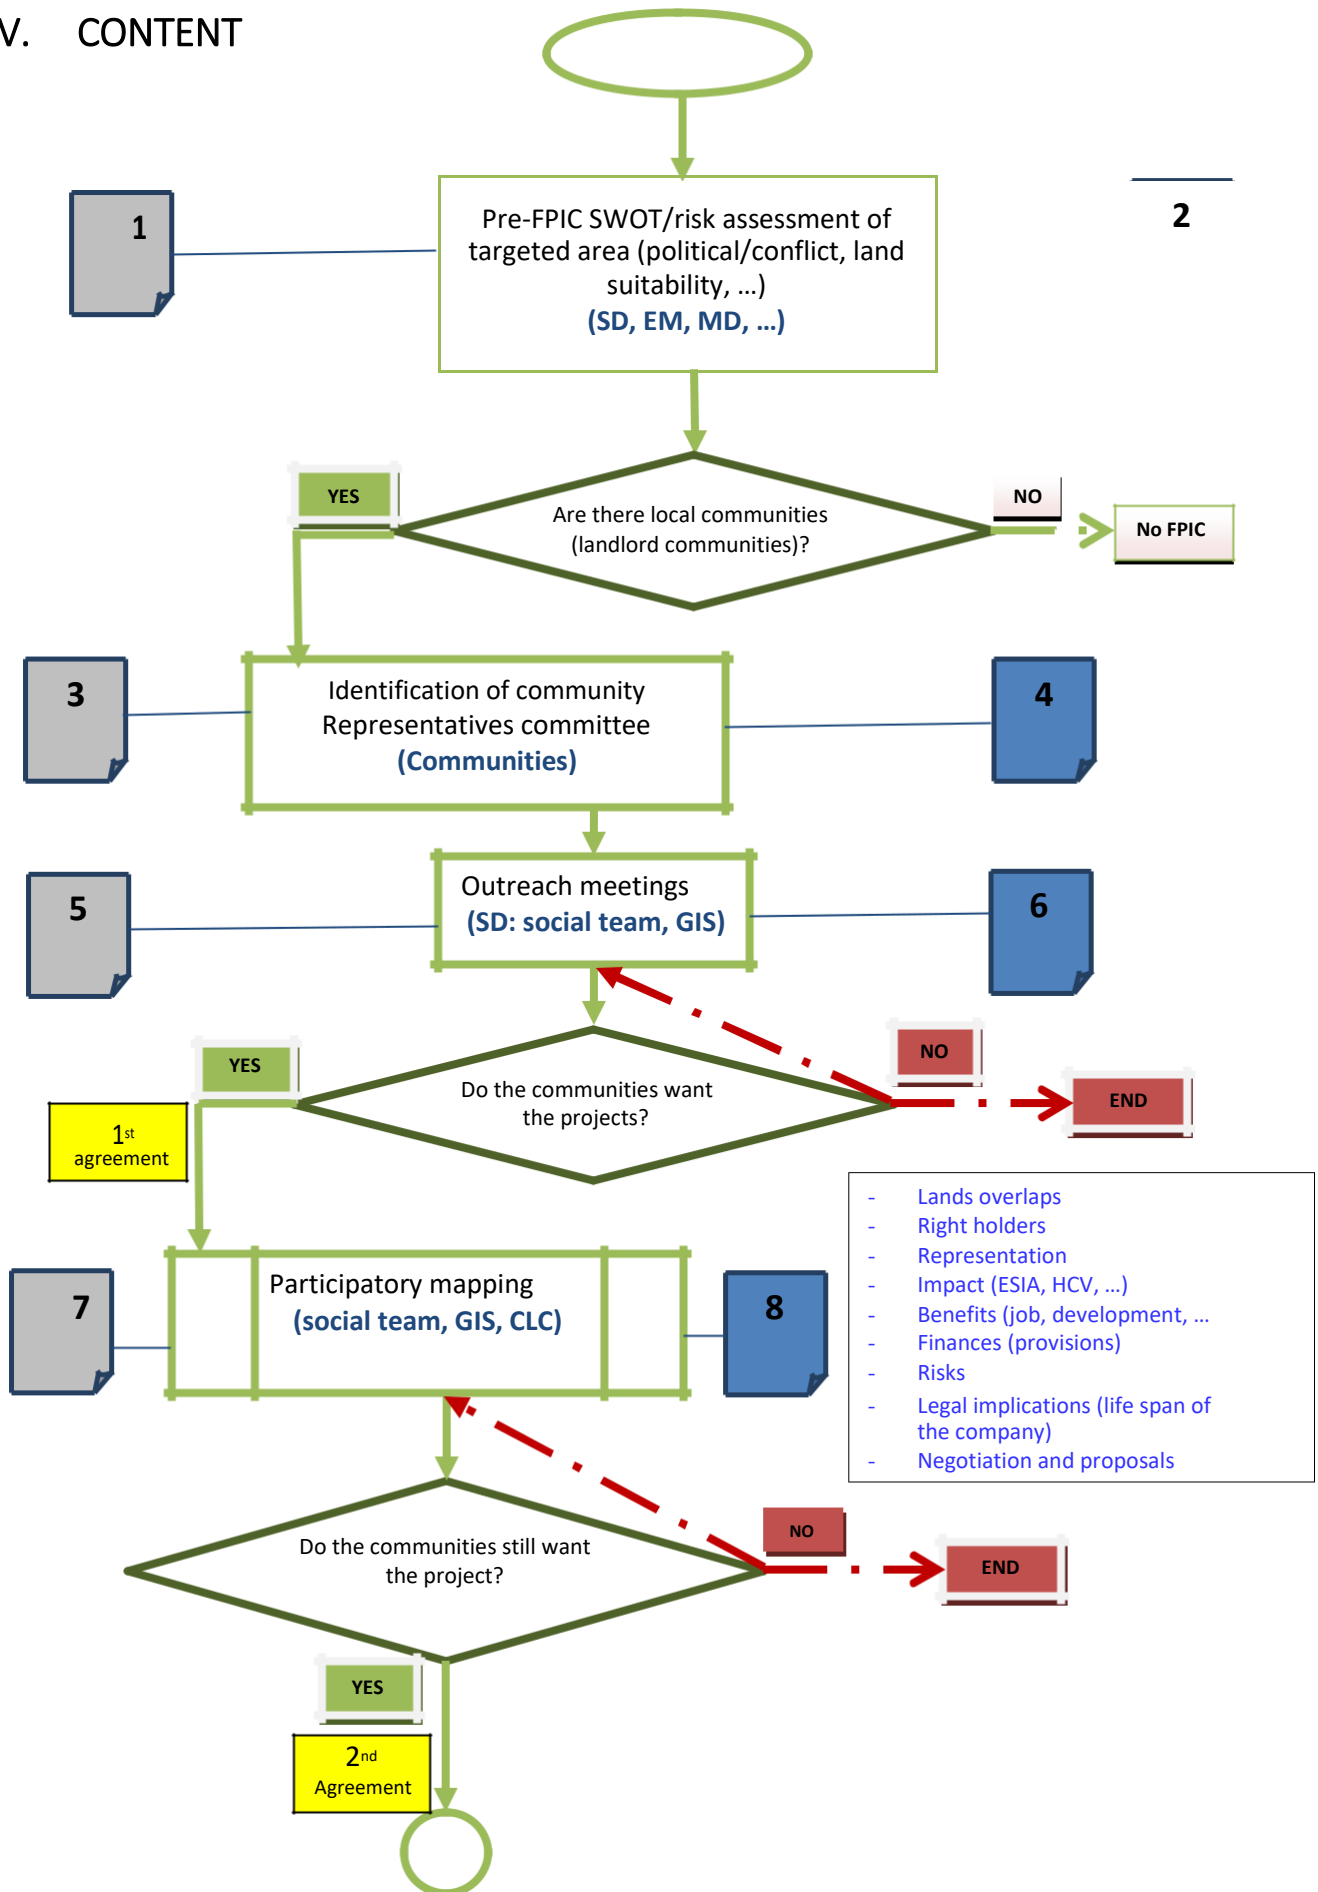 V. CONTENT
1
Pre-FPIC SWOT/risk assessment of
targeted area (political/conflict, land
suitability, …)
(SD, EM, MD, …)
2
YES
Are there local communities
(landlord communities)?
NO
No FPIC
3
Identification of community
Representatives committee
(Communities)
4
5
Outreach meetings
(SD: social team, GIS)
6
YES
Do the communities want
the projects?
NO
END
1st
agreement
- Lands overlaps
- Right holders
- Representation
- Impact (ESIA, HCV, …)
- Benefits (job, development, …
- Finances (provisions)
- Risks
- Legal implications (life span of
the company)
- Negotiation and proposals
7
Participatory mapping
(social team, GIS, CLC)
8
Do the communities still want
the project?
NO
END
YES
2nd
Agreement